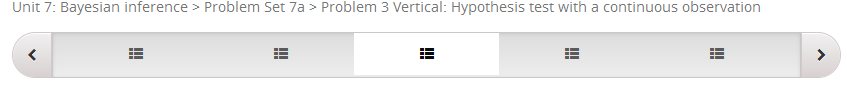 Unit 7: Bayesian inference > Problem Set 7a > Problem 3 Vertical: Hypothesis test with a continuous observation